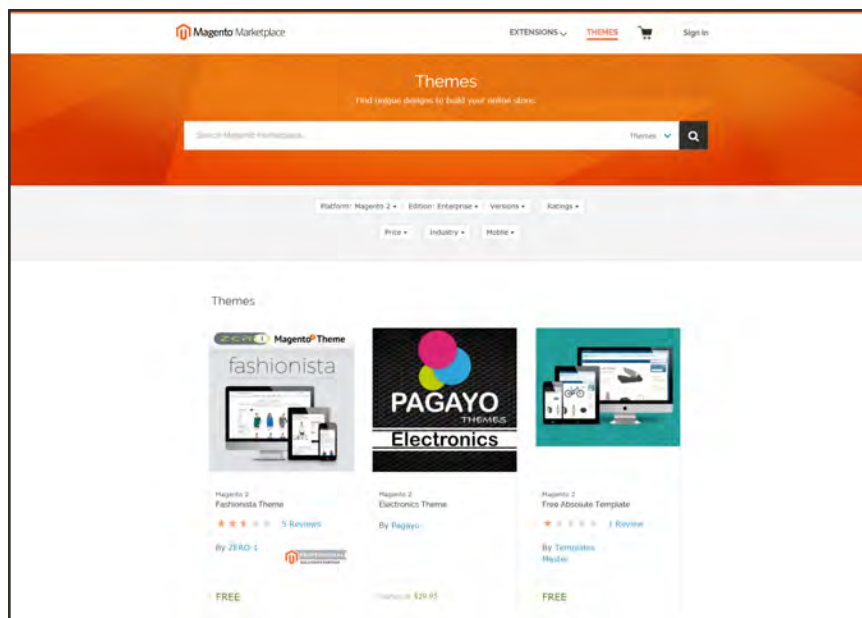 Magento Marketplace
EXTENSIONS
THEMES
Sign in
Themes
Find unique designs to build your online store.
Search Magento Marketplace
Themes
Platform: Magento 2
Edition: Enterprise
Versions
Ratings
Price
Industry
Mobile
Themes
ZERO-1 Magento Theme
fashionista
PAGAYO
THEMES
Electronics
Magento 2
Fashionista Theme
5 Reviews
By ZERO-1
PROFESSIONAL
SOLUTION PARTNER
FREE
Magento 2
Electronics Theme
By Pagayo
$29.95
Magento 2
Free Absolute Template
1 Review
By Templates
Master
FREE